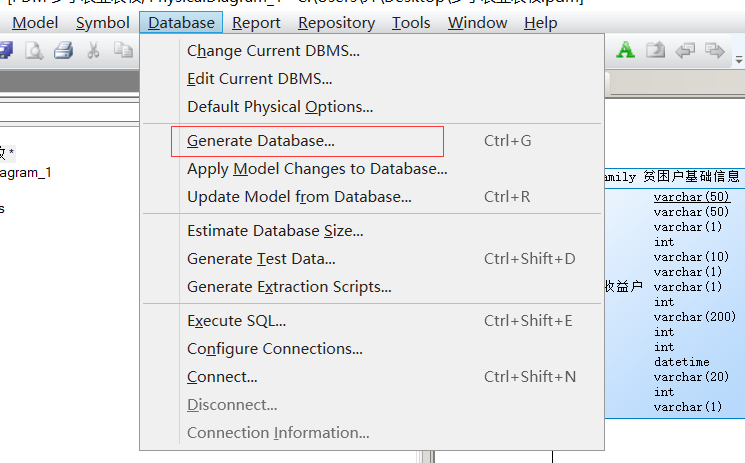 Model Symbol Database Report Repository Tools Window Help
Change Current DBMS...
Edit Current DBMS...
Default Physical Options...
Generate Database... Ctrl+G
Apply Model Changes to Database...
Update Model from Database... Ctrl+R
Estimate Database Size...
Generate Test Data... Ctrl+Shift+D
Generate Extraction Scripts...
Execute SQL... Ctrl+Shift+E
Configure Connections...
Connect... Ctrl+Shift+N
Disconnect...
Connection Information...
agram_1
s
amily 贫困户基础信息
varchar(50)
varchar(50)
varchar(1)
int
varchar(10)
varchar(1)
收益户 varchar(1)
int
varchar(200)
int
int
datetime
varchar(20)
int
varchar(1)